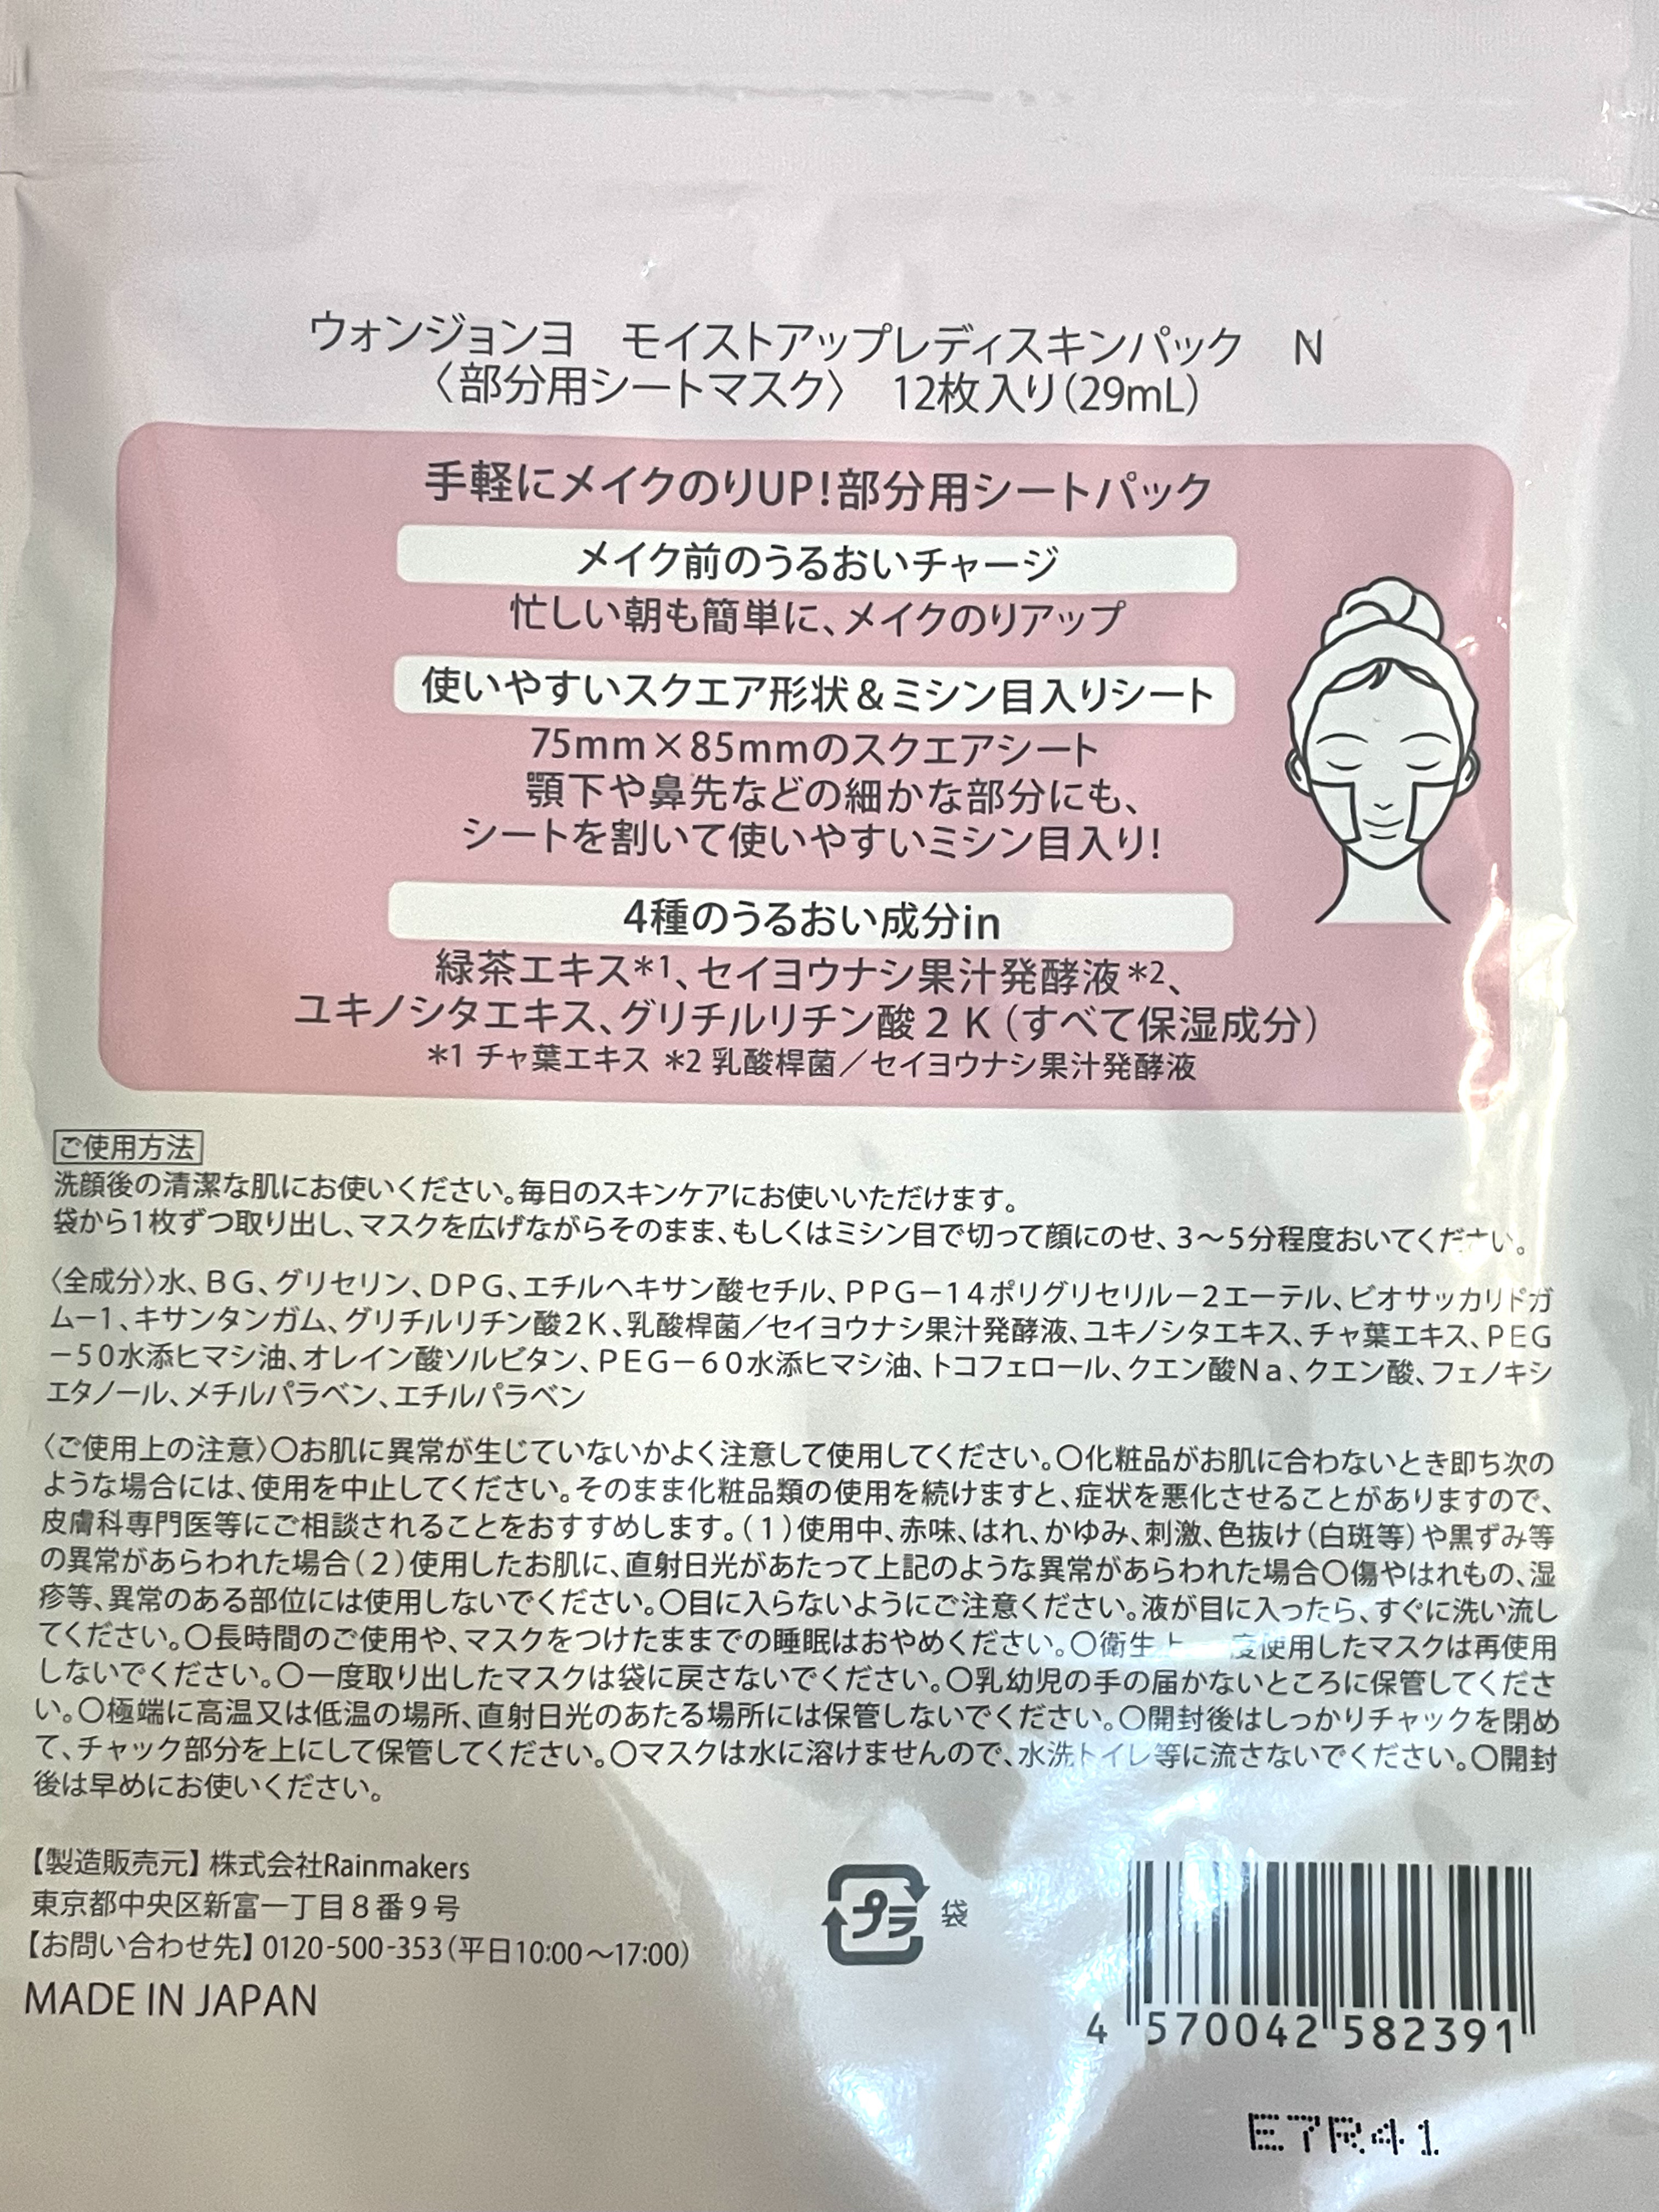 ウォンジョンヨ　モイストアップレディスキンパック　N
〈部分用シートマスク〉　12枚入り(29mL)
手軽にメイクのりUP!部分用シートパック
メイク前のうるおいチャージ
忙しい朝も簡単に、メイクのりアップ
使いやすいスクエア形状＆ミシン目入りシート
75mm×85mmのスクエアシート
顎下や鼻先などの細かな部分にも、
シートを割いて使いやすいミシン目入り!
4種のうるおい成分in
緑茶エキス*1、セイヨウナシ果汁発酵液*2、
ユキノシタエキス、グリチルリチン酸２Ｋ(すべて保湿成分)
*1 チャ葉エキス *2 乳酸桿菌／セイヨウナシ果汁発酵液
ご使用方法
洗顔後の清潔な肌にお使いください。毎日のスキンケアにお使いいただけます。
袋から1枚ずつ取り出し、マスクを広げながらそのまま、もしくはミシン目で切って顔にのせ、3～5分程度おいてください。
〈全成分〉水、ＢＧ、グリセリン、ＤＰＧ、エチルヘキサン酸セチル、ＰＰＧ－１４ポリグリセリル－２エーテル、ビオサッカリドガ
ム－１、キサンタンガム、グリチルリチン酸２Ｋ、乳酸桿菌／セイヨウナシ果汁発酵液、ユキノシタエキス、チャ葉エキス、ＰＥＧ
－５０水添ヒマシ油、オレイン酸ソルビタン、ＰＥＧ－６０水添ヒマシ油、トコフェロール、クエン酸Ｎａ、クエン酸、フェノキシ
エタノール、メチルパラベン、エチルパラベン
〈ご使用上の注意〉〇お肌に異常が生じていないかよく注意して使用してください。〇化粧品がお肌に合わないとき即ち次の
ような場合には、使用を中止してください。そのまま化粧品類の使用を続けますと、症状を悪化させることがありますので、
皮膚科専門医等にご相談されることをおすすめします。(１)使用中、赤味、はれ、かゆみ、刺激、色抜け(白斑等)や黒ずみ等
の異常があらわれた場合(２)使用したお肌に、直射日光があたって上記のような異常があらわれた場合〇傷やはれもの、湿
疹等、異常のある部位には使用しないでください。〇目に入らないようにご注意ください。液が目に入ったら、すぐに洗い流し
てください。〇長時間のご使用や、マスクをつけたままでの睡眠はおやめください。〇衛生上 度使用したマスクは再使用
しないでください。〇一度取り出したマスクは袋に戻さないでください。〇乳幼児の手の届かないところに保管してくださ
い。〇極端に高温又は低温の場所、直射日光のあたる場所には保管しないでください。〇開封後はしっかりチャックを閉め
て、チャック部分を上にして保管してください。〇マスクは水に溶けませんので、水洗トイレ等に流さないでください。〇開封
後は早めにお使いください。
【製造販売元】株式会社Rainmakers
東京都中央区新富一丁目８番９号
【お問い合わせ先】0120-500-353(平日10:00～17:00)
MADE IN JAPAN
プラ 袋
4 570042 582391
E7R41